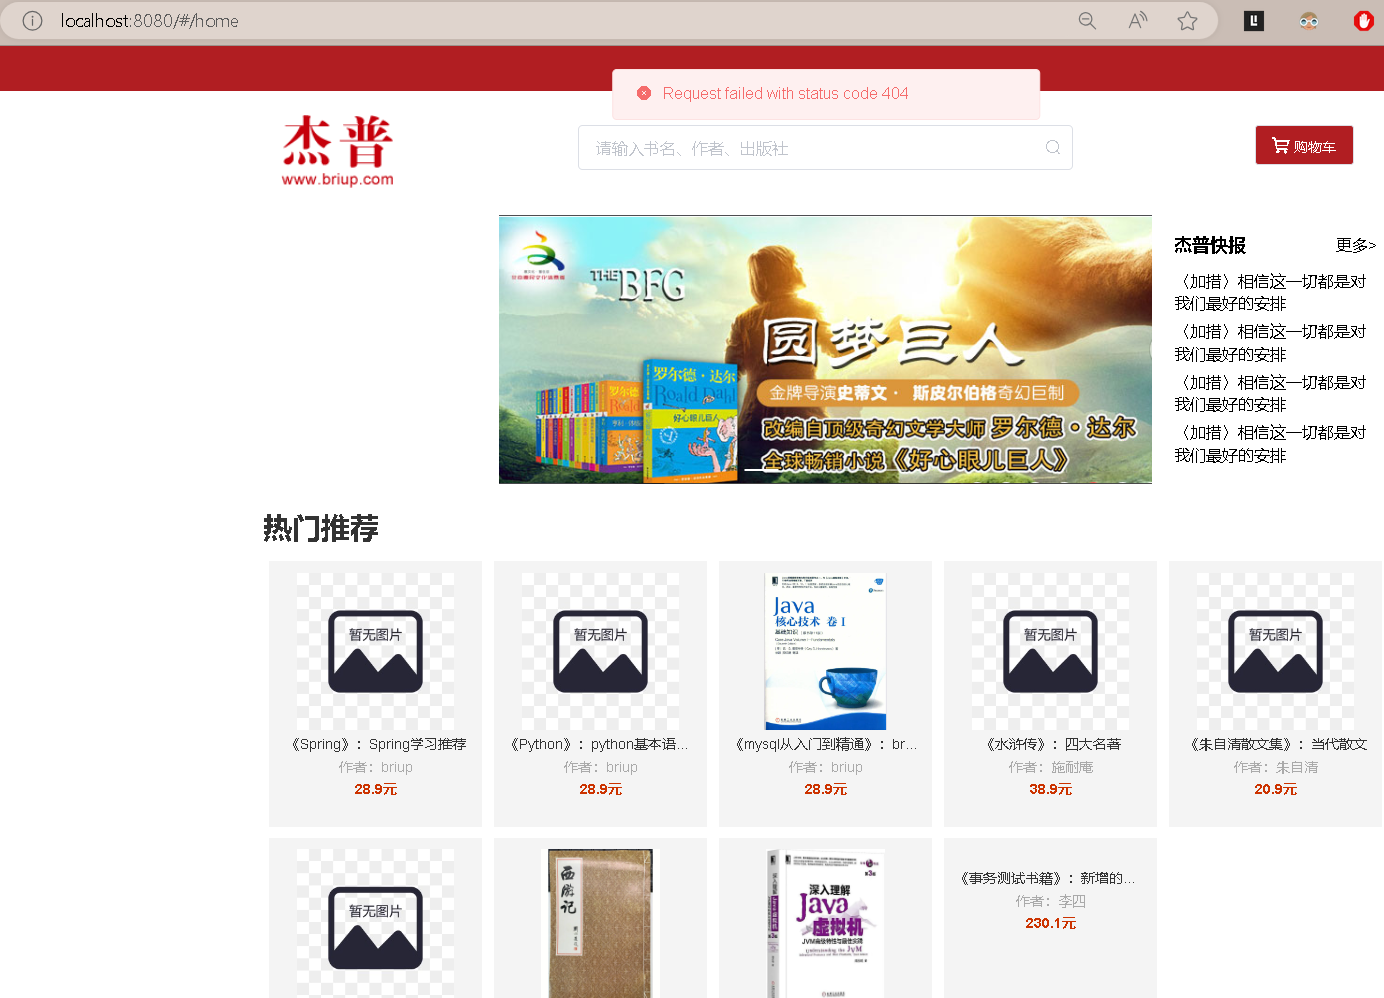 localhost:8080/#/home
Request failed with status code 404
杰普
www.briup.com
请输入书名、作者、出版社
购物车
THE BFG
圆梦巨人
金牌导演史蒂文·斯皮尔伯格奇幻巨制
改编自顶级奇幻文学大师 罗尔德·达尔
全球畅销小说《好心眼儿巨人》
罗尔德·达尔
Roald Dahl
好心眼儿巨人
杰普快报
更多>
〈加措〉相信这一切都是对
我们最好的安排
〈加措〉相信这一切都是对
我们最好的安排
〈加措〉相信这一切都是对
我们最好的安排
〈加措〉相信这一切都是对
我们最好的安排
热门推荐
暂无图片
《Spring》：Spring学习推荐
作者：briup
28.9元
暂无图片
《Python》：python基本语...
作者：briup
28.9元
Java
核心技术 卷 I
《mysql从入门到精通》：br...
作者：briup
28.9元
暂无图片
《水浒传》：四大名著
作者：施耐庵
38.9元
暂无图片
《朱自清散文集》：当代散文
作者：朱自清
20.9元
暂无图片
西游记
深入理解
Java
虚拟机
JVM高级特性与最佳实践
第3版
《事务测试书籍》：新增的...
作者：李四
230.1元